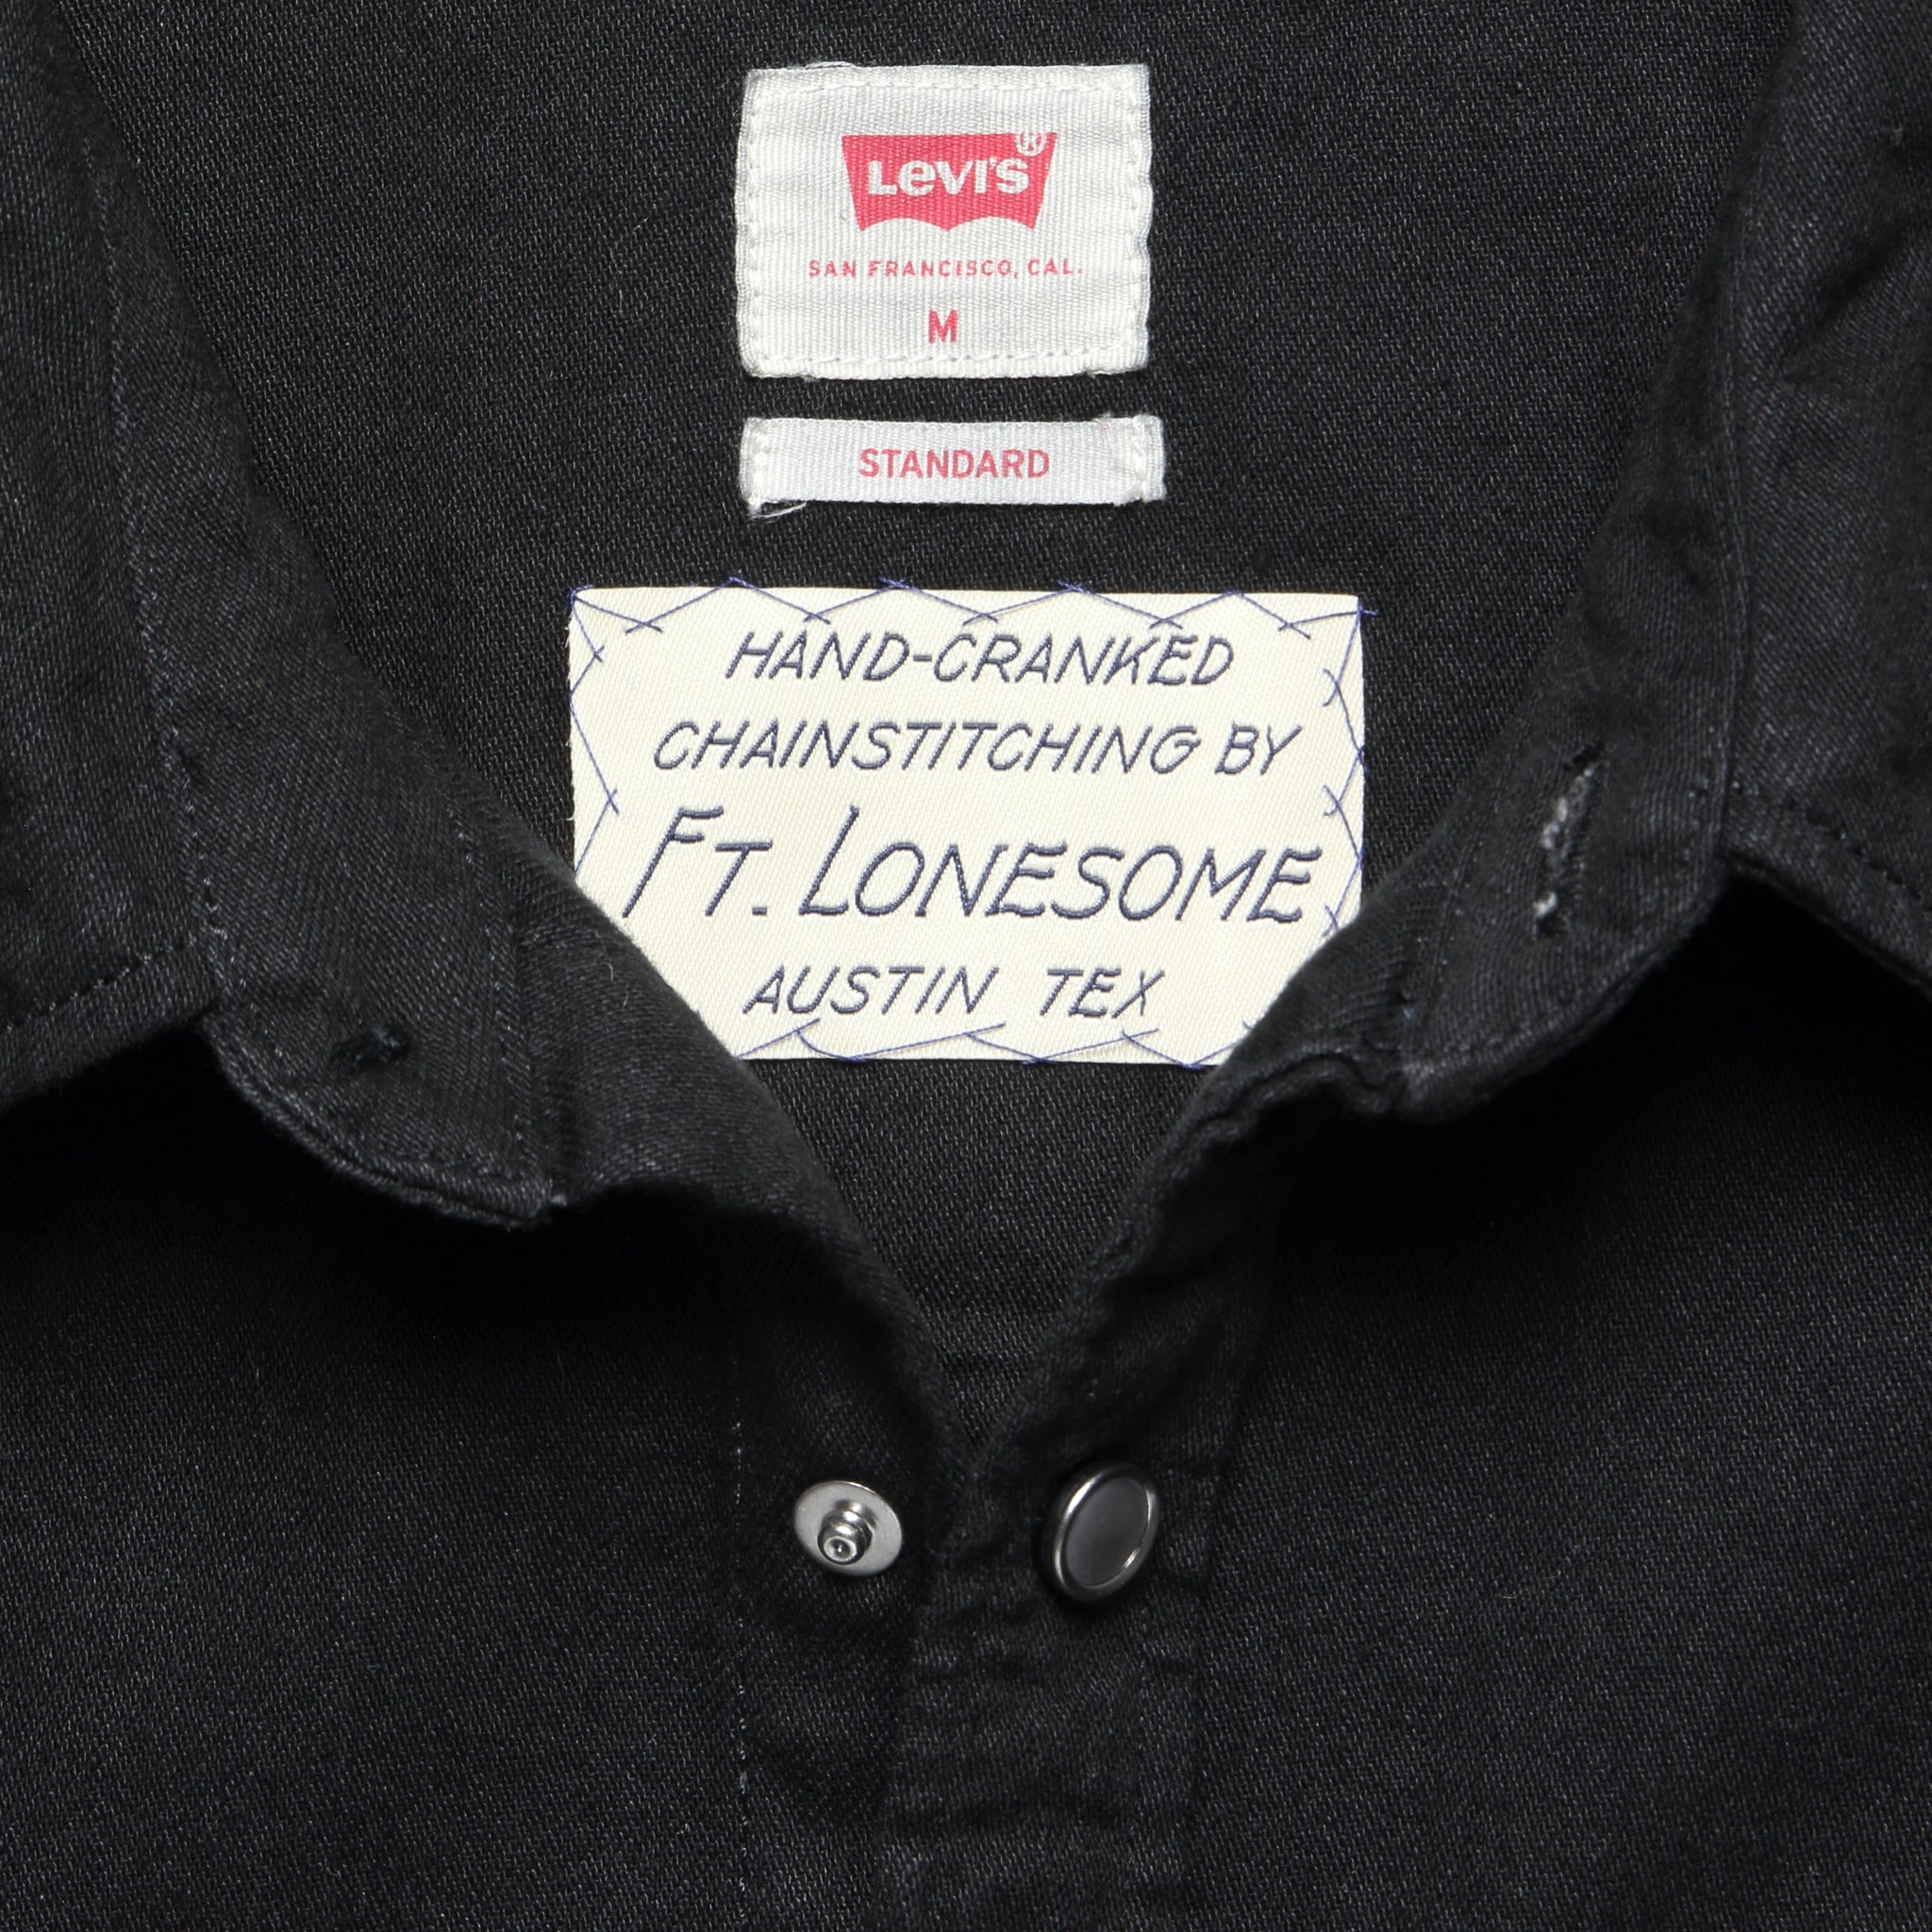 LEVI'S®
SAN FRANCISCO, CAL.
M
STANDARD
HAND-CRANKED
CHAINSTITCHING BY
FT. LONESOME
AUSTIN TEX